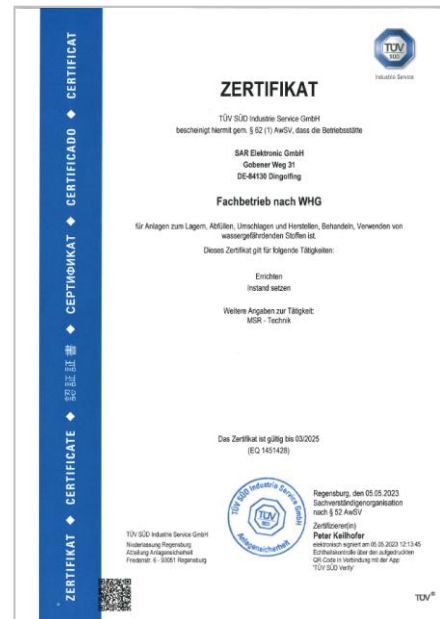 ZERTIFIKAT ◆ CERTIFICATE ◆ 認 証 証 書 ◆ СЕРТИФИКАТ ◆ CERTIFICADO ◆ CERTIFICAT
TÜV
SÜD
Industrie Service
ZERTIFIKAT
TÜV SÜD Industrie Service GmbH
bescheinigt hiermit gem. § 62 (1) AwSV, dass die Betriebsstätte
SAR Elektronic GmbH
Gobener Weg 31
DE-84130 Dingolfing
Fachbetrieb nach WHG
für Anlagen zum Lagern, Abfüllen, Umschlagen und Herstellen, Behandeln, Verwenden von
wassergefährdenden Stoffen ist.
Dieses Zertifikat gilt für folgende Tätigkeiten:
Errichten
Instand setzen
Weitere Angaben zur Tätigkeit:
MSR - Technik
Das Zertifikat ist gültig bis 03/2025
(EQ 1451428)
TÜV SÜD Industrie Service GmbH
TÜV
SÜD
Anlagensicherheit
Regensburg, den 05.05.2023
Sachverständigenorganisation
nach § 52 AwSV
Zertifizierer(in)
Peter Keilhofer
elektronisch signiert am 05.05.2023 12:13:45
Echtheitskontrolle über den aufgedruckten
QR-Code in Verbindung mit der App
'TÜV SÜD Verify'
TÜV SÜD Industrie Service GmbH
Niederlassung Regensburg
Abteilung Anlagensicherheit
Friedenstr. 6 - 93051 Regensburg
TÜV®